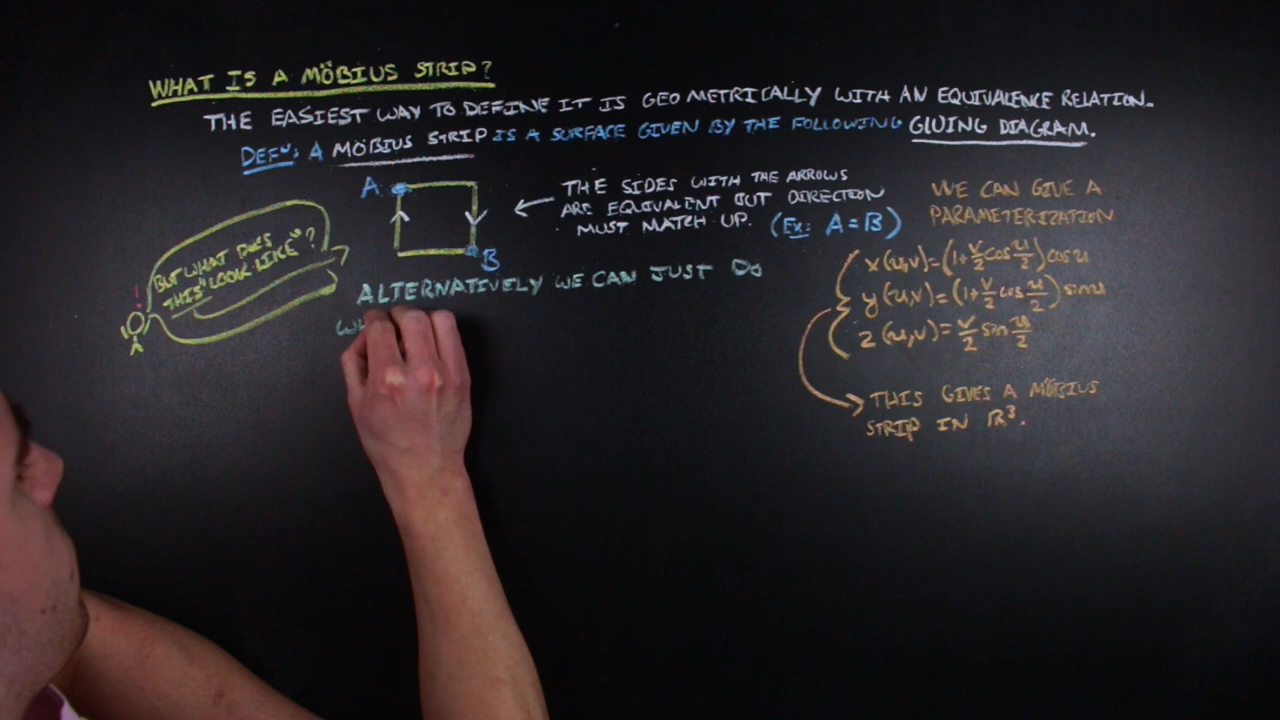 WHAT IS A MÖBIUS STRIP?
THE EASIEST WAY TO DEFINE IT IS GEOMETRICALLY WITH AN EQUIVALENCE RELATION.
DEFN: A MÖBIUS STRIP IS A SURFACE GIVEN BY THE FOLLOWING GLUING DIAGRAM.
A
B
THE SIDES WITH THE ARROWS
ARE EQUIVALENT BUT DIRECTION
MUST MATCH UP. (EX: A=B)
BUT WHAT DOES
THIS "LOOK LIKE"?
!
WE CAN GIVE A
PARAMETERIZATION
x(u,v)=(1+v/2 cos u/2)cos u
y(u,v)=(1+v/2 cos u/2) sin u
z(u,v)=v/2 sin u/2
THIS GIVES A MÖBIUS
STRIP IN ℝ³.
ALTERNATIVELY WE CAN JUST DO